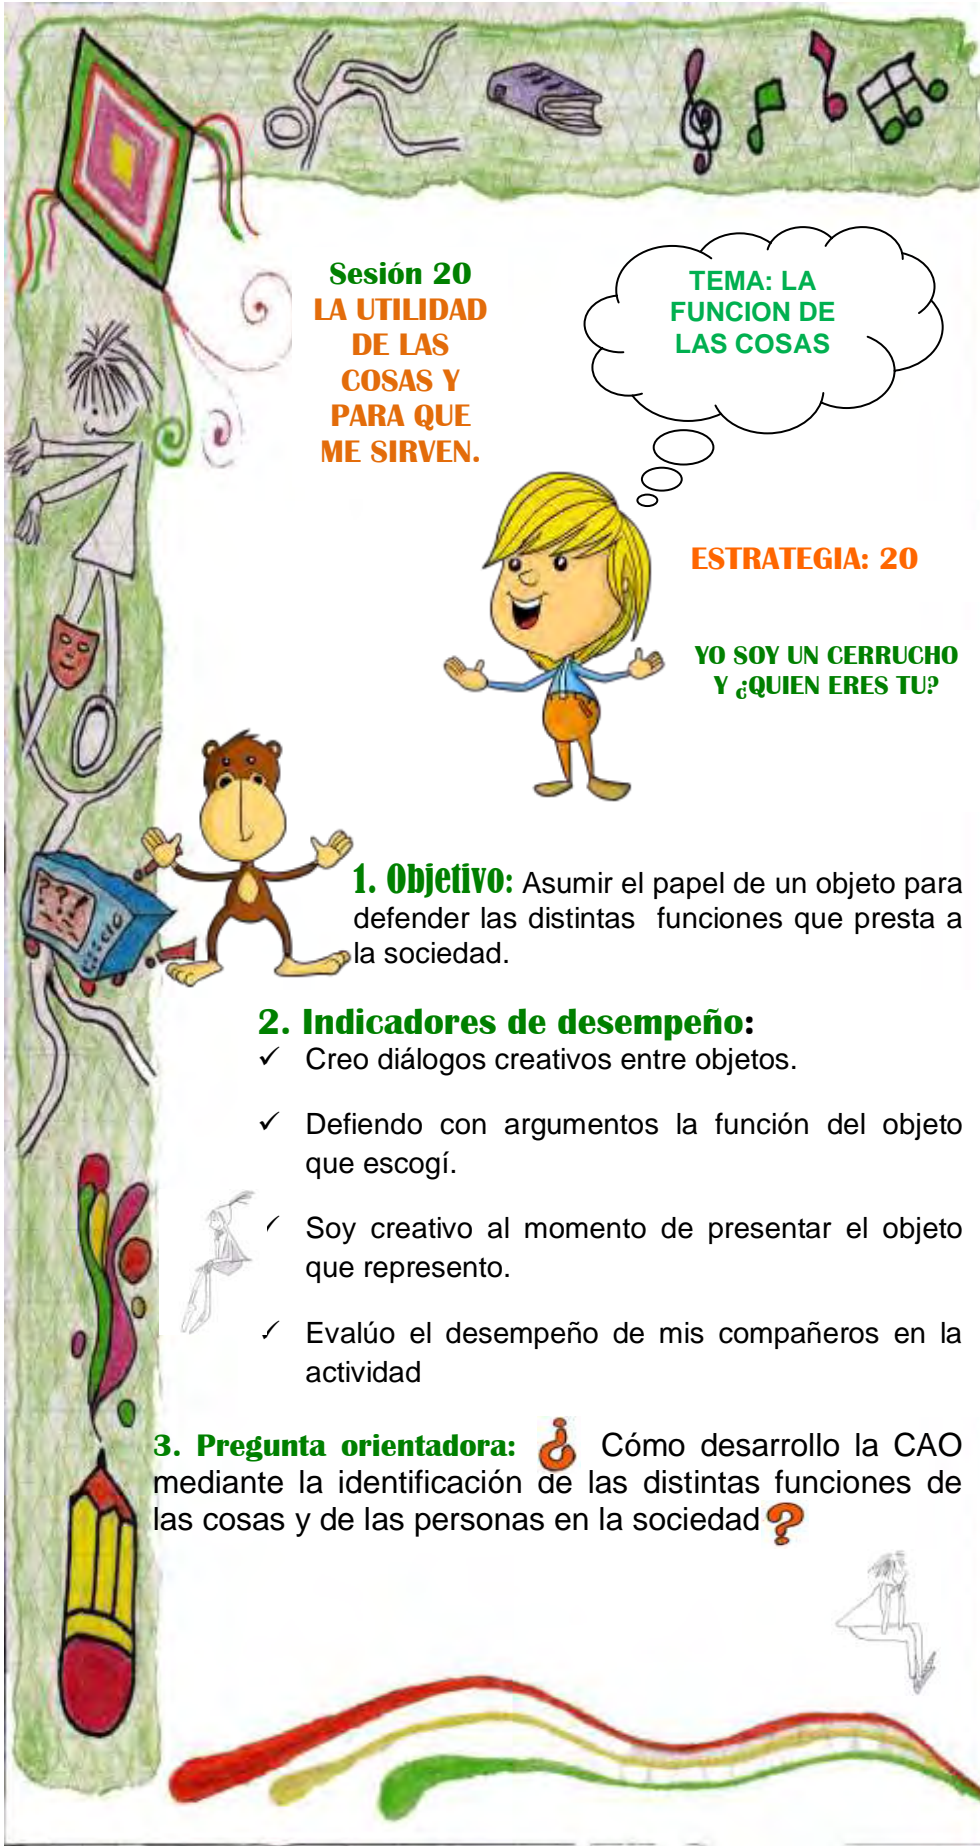 Sesión 20
LA UTILIDAD
DE LAS
COSAS Y
PARA QUE
ME SIRVEN.
TEMA: LA
FUNCION DE
LAS COSAS
ESTRATEGIA: 20
YO SOY UN CERRUCHO
Y ¿QUIEN ERES TU?
1. Objetivo: Asumir el papel de un objeto para
defender las distintas funciones que presta a
la sociedad.
2. Indicadores de desempeño:
✓ Creo diálogos creativos entre objetos.
✓ Defiendo con argumentos la función del objeto
que escogí.
✓ Soy creativo al momento de presentar el objeto
que represento.
✓ Evalúo el desempeño de mis compañeros en la
actividad
3. Pregunta orientadora: ¿ Cómo desarrollo la CAO
mediante la identificación de las distintas funciones de
las cosas y de las personas en la sociedad?